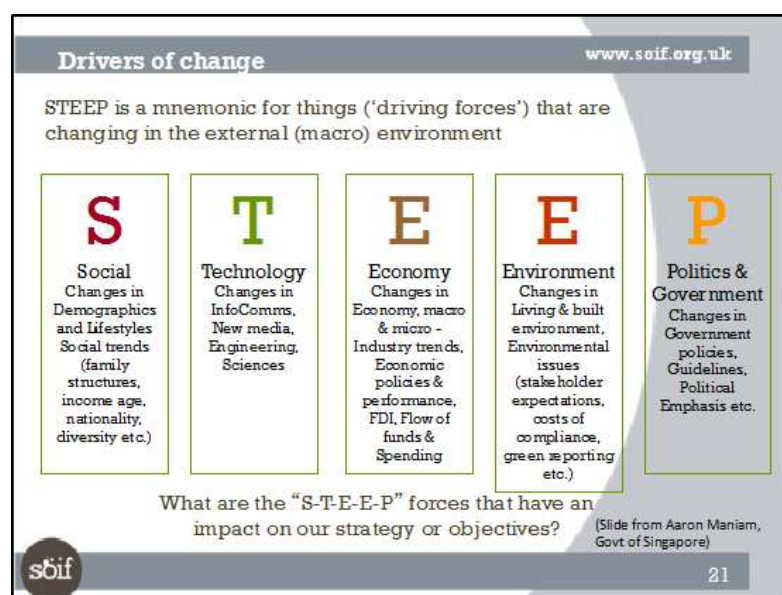 Drivers of change
www.soif.org.uk
STEEP is a mnemonic for things (‘driving forces’) that are
changing in the external (macro) environment
S
Social
Changes in
Demographics
and Lifestyles
Social trends
(family
structures,
income age,
nationality,
diversity etc.)
T
Technology
Changes in
InfoComms,
New media,
Engineering,
Sciences
E
Economy
Changes in
Economy, macro
& micro -
Industry trends,
Economic
policies &
performance,
FDI, Flow of
funds &
Spending
E
Environment
Changes in
Living & built
environment,
Environmental
issues
(stakeholder
expectations,
costs of
compliance,
green reporting
etc.)
P
Politics &
Government
Changes in
Government
policies,
Guidelines,
Political
Emphasis etc.
What are the “S-T-E-E-P” forces that have an
impact on our strategy or objectives?
(Slide from Aaron Maniam,
Govt of Singapore)
soif
21